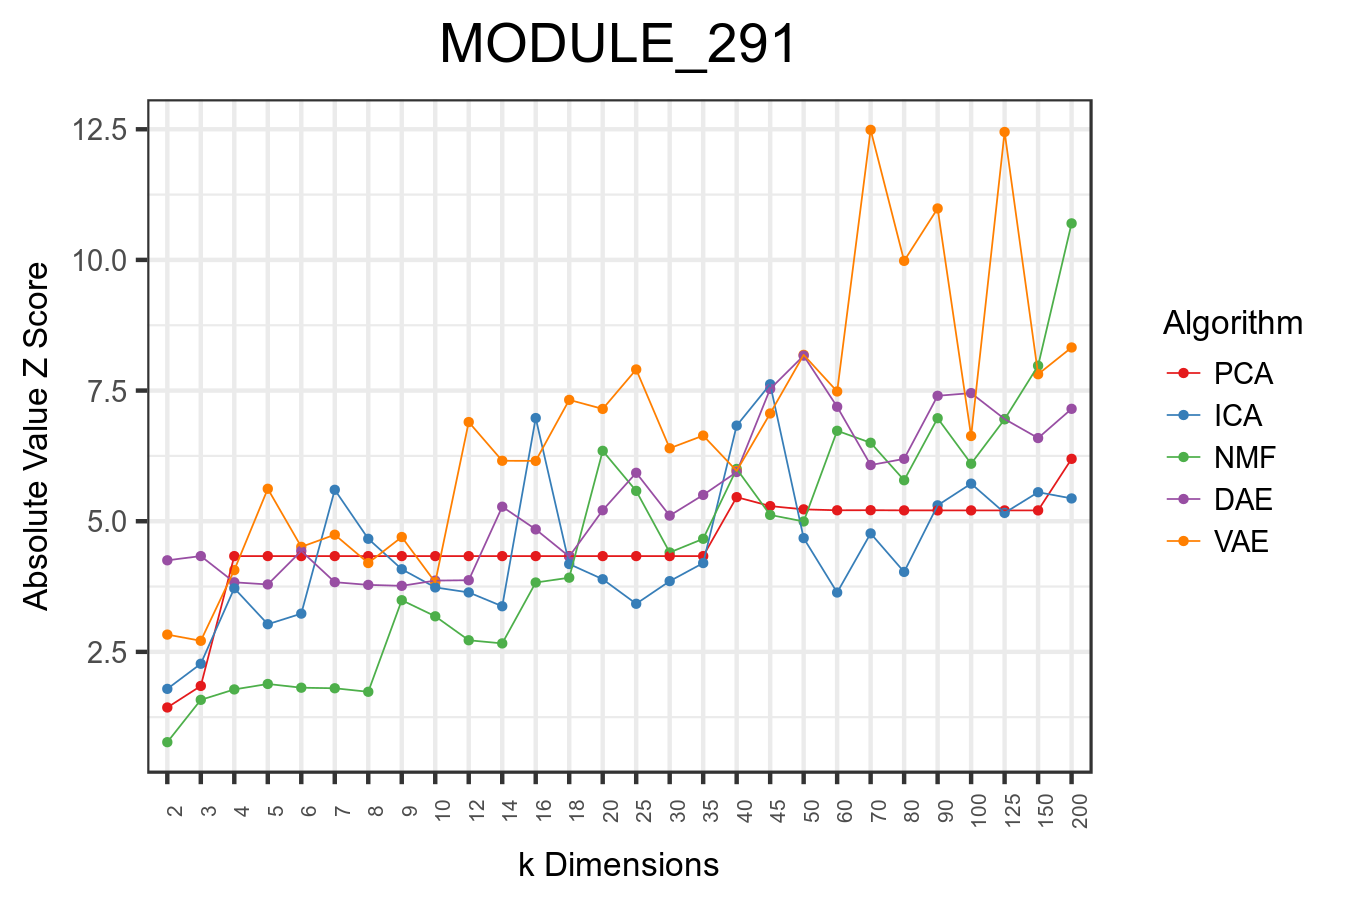 MODULE_291
12.5
10.0
7.5
5.0
2.5
Absolute Value Z Score
2 3 4 5 6 7 8 9 10 12 14 16 18 20 25 30 35 40 45 50 60 70 80 90 100 125 150 200
k Dimensions
Algorithm
PCA
ICA
NMF
DAE
VAE